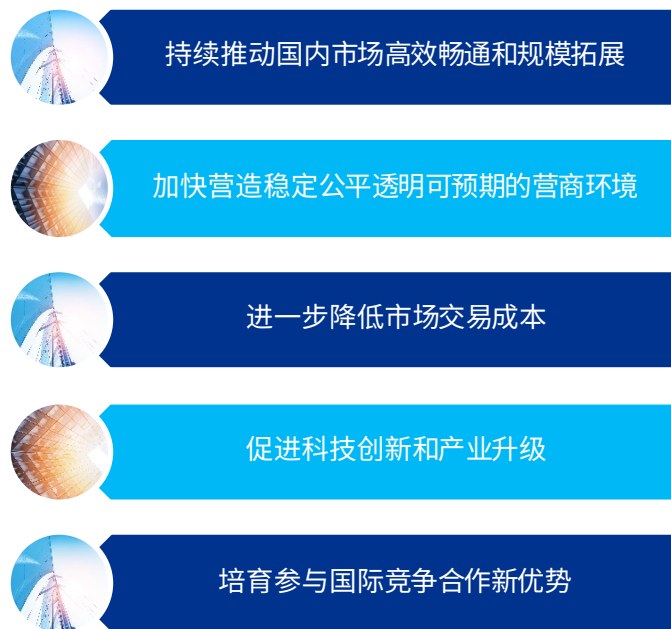 持续推动国内市场高效畅通和规模拓展
加快营造稳定公平透明可预期的营商环境
进一步降低市场交易成本
促进科技创新和产业升级
培育参与国际竞争合作新优势